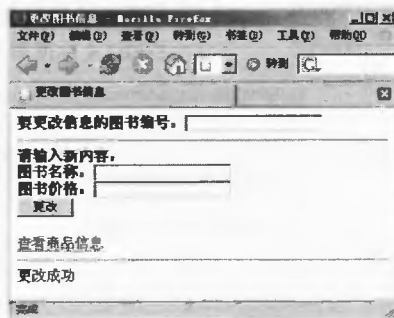 更改图书信息 - Mozilla Firefox
文件(F) 编辑(E) 查看(V) 转到(G) 书签(B) 工具(T) 帮助(H)
转到 G
更改图书信息
要更改信息的图书编号:
请输入新内容:
图书名称:
图书价格:
更改
查看商品信息
更改成功
完成